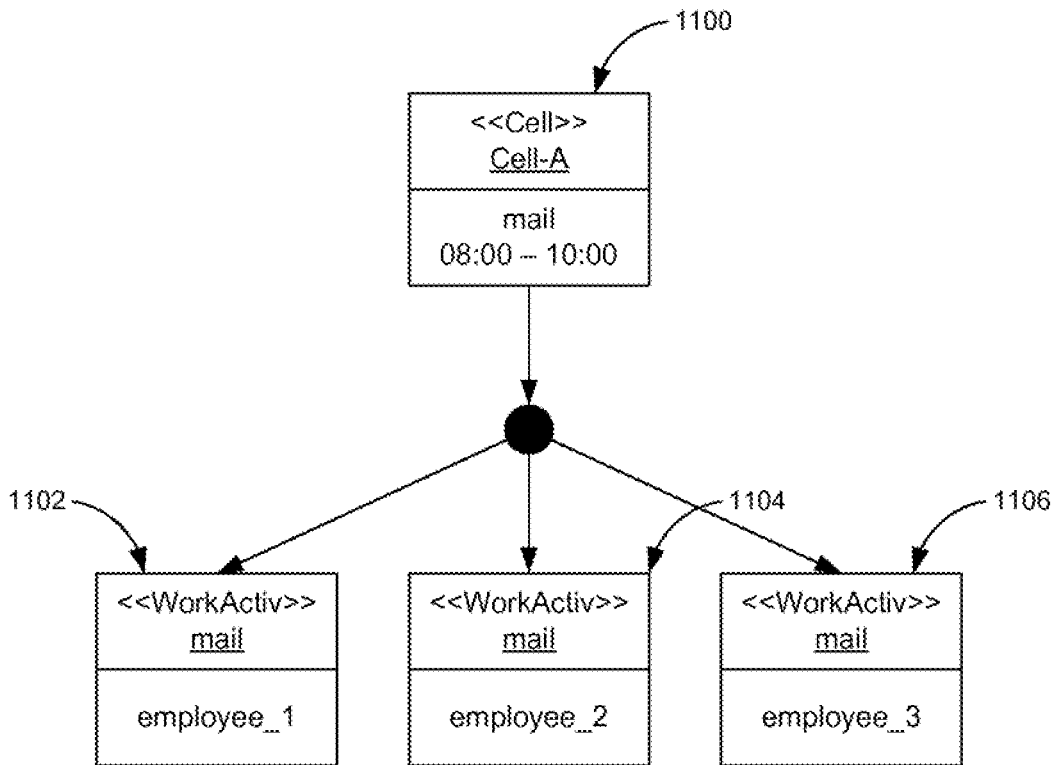 1100
<<Cell>>
Cell-A
mail
08:00 – 10:00
1102
1104
1106
<<WorkActiv>>
mail
employee_1
<<WorkActiv>>
mail
employee_2
<<WorkActiv>>
mail
employee_3